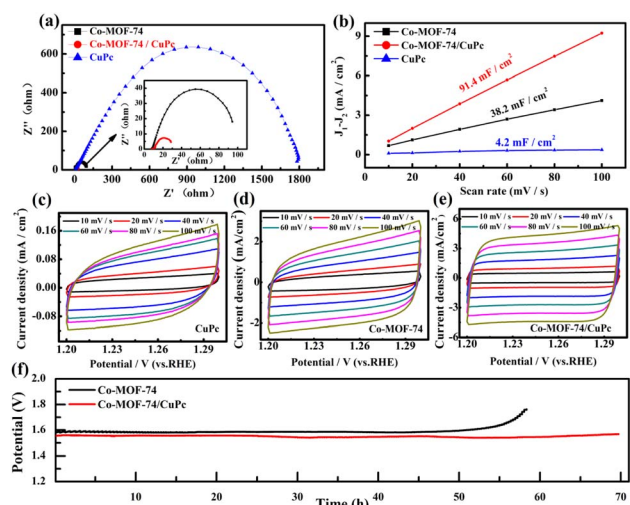 (a)
Co-MOF-74
Co-MOF-74 / CuPc
CuPc
Z'' (ohm)
600
400
200
0
0 300 600 900 1200 1500 1800
Z' (ohm)
Z'' (ohm)
40
30
20
10
0
0 30 60 90
Z' (ohm)
(b)
Co-MOF-74
Co-MOF-74/CuPc
CuPc
J1-J2 (mA / cm2)
9
6
3
0
91.4 mF / cm2
38.2 mF / cm2
4.2 mF / cm2
20 40 60 80 100
Scan rate (mV / s)
(c)
10 mV / s 20 mV / s 40 mV / s
60 mV / s 80 mV / s 100 mV / s
Current density (mA / cm2)
0.16
0.08
0.00
-0.08
CuPc
1.20 1.23 1.26 1.29
Potential / V (vs.RHE)
(d)
10 mV / s 20 mV / s 40 mV / s
60 mV / s 80 mV / s 100 mV / s
Current density (mA / cm2)
2
0
-2
Co-MOF-74
1.20 1.23 1.26 1.29
Potential / V (vs.RHE)
(e)
10 mV / s 20 mV / s 40 mV / s
60 mV / s 80 mV / s 100 mV / s
Current density (mA / cm2)
6
3
0
-3
-6
Co-MOF-74/CuPc
1.20 1.23 1.26 1.29
Potential / V (vs.RHE)
(f)
Co-MOF-74
Co-MOF-74/CuPc
Potential (V)
2.0
1.8
1.6
1.4
1.2
10 20 30 40 50 60 70
Time (h)